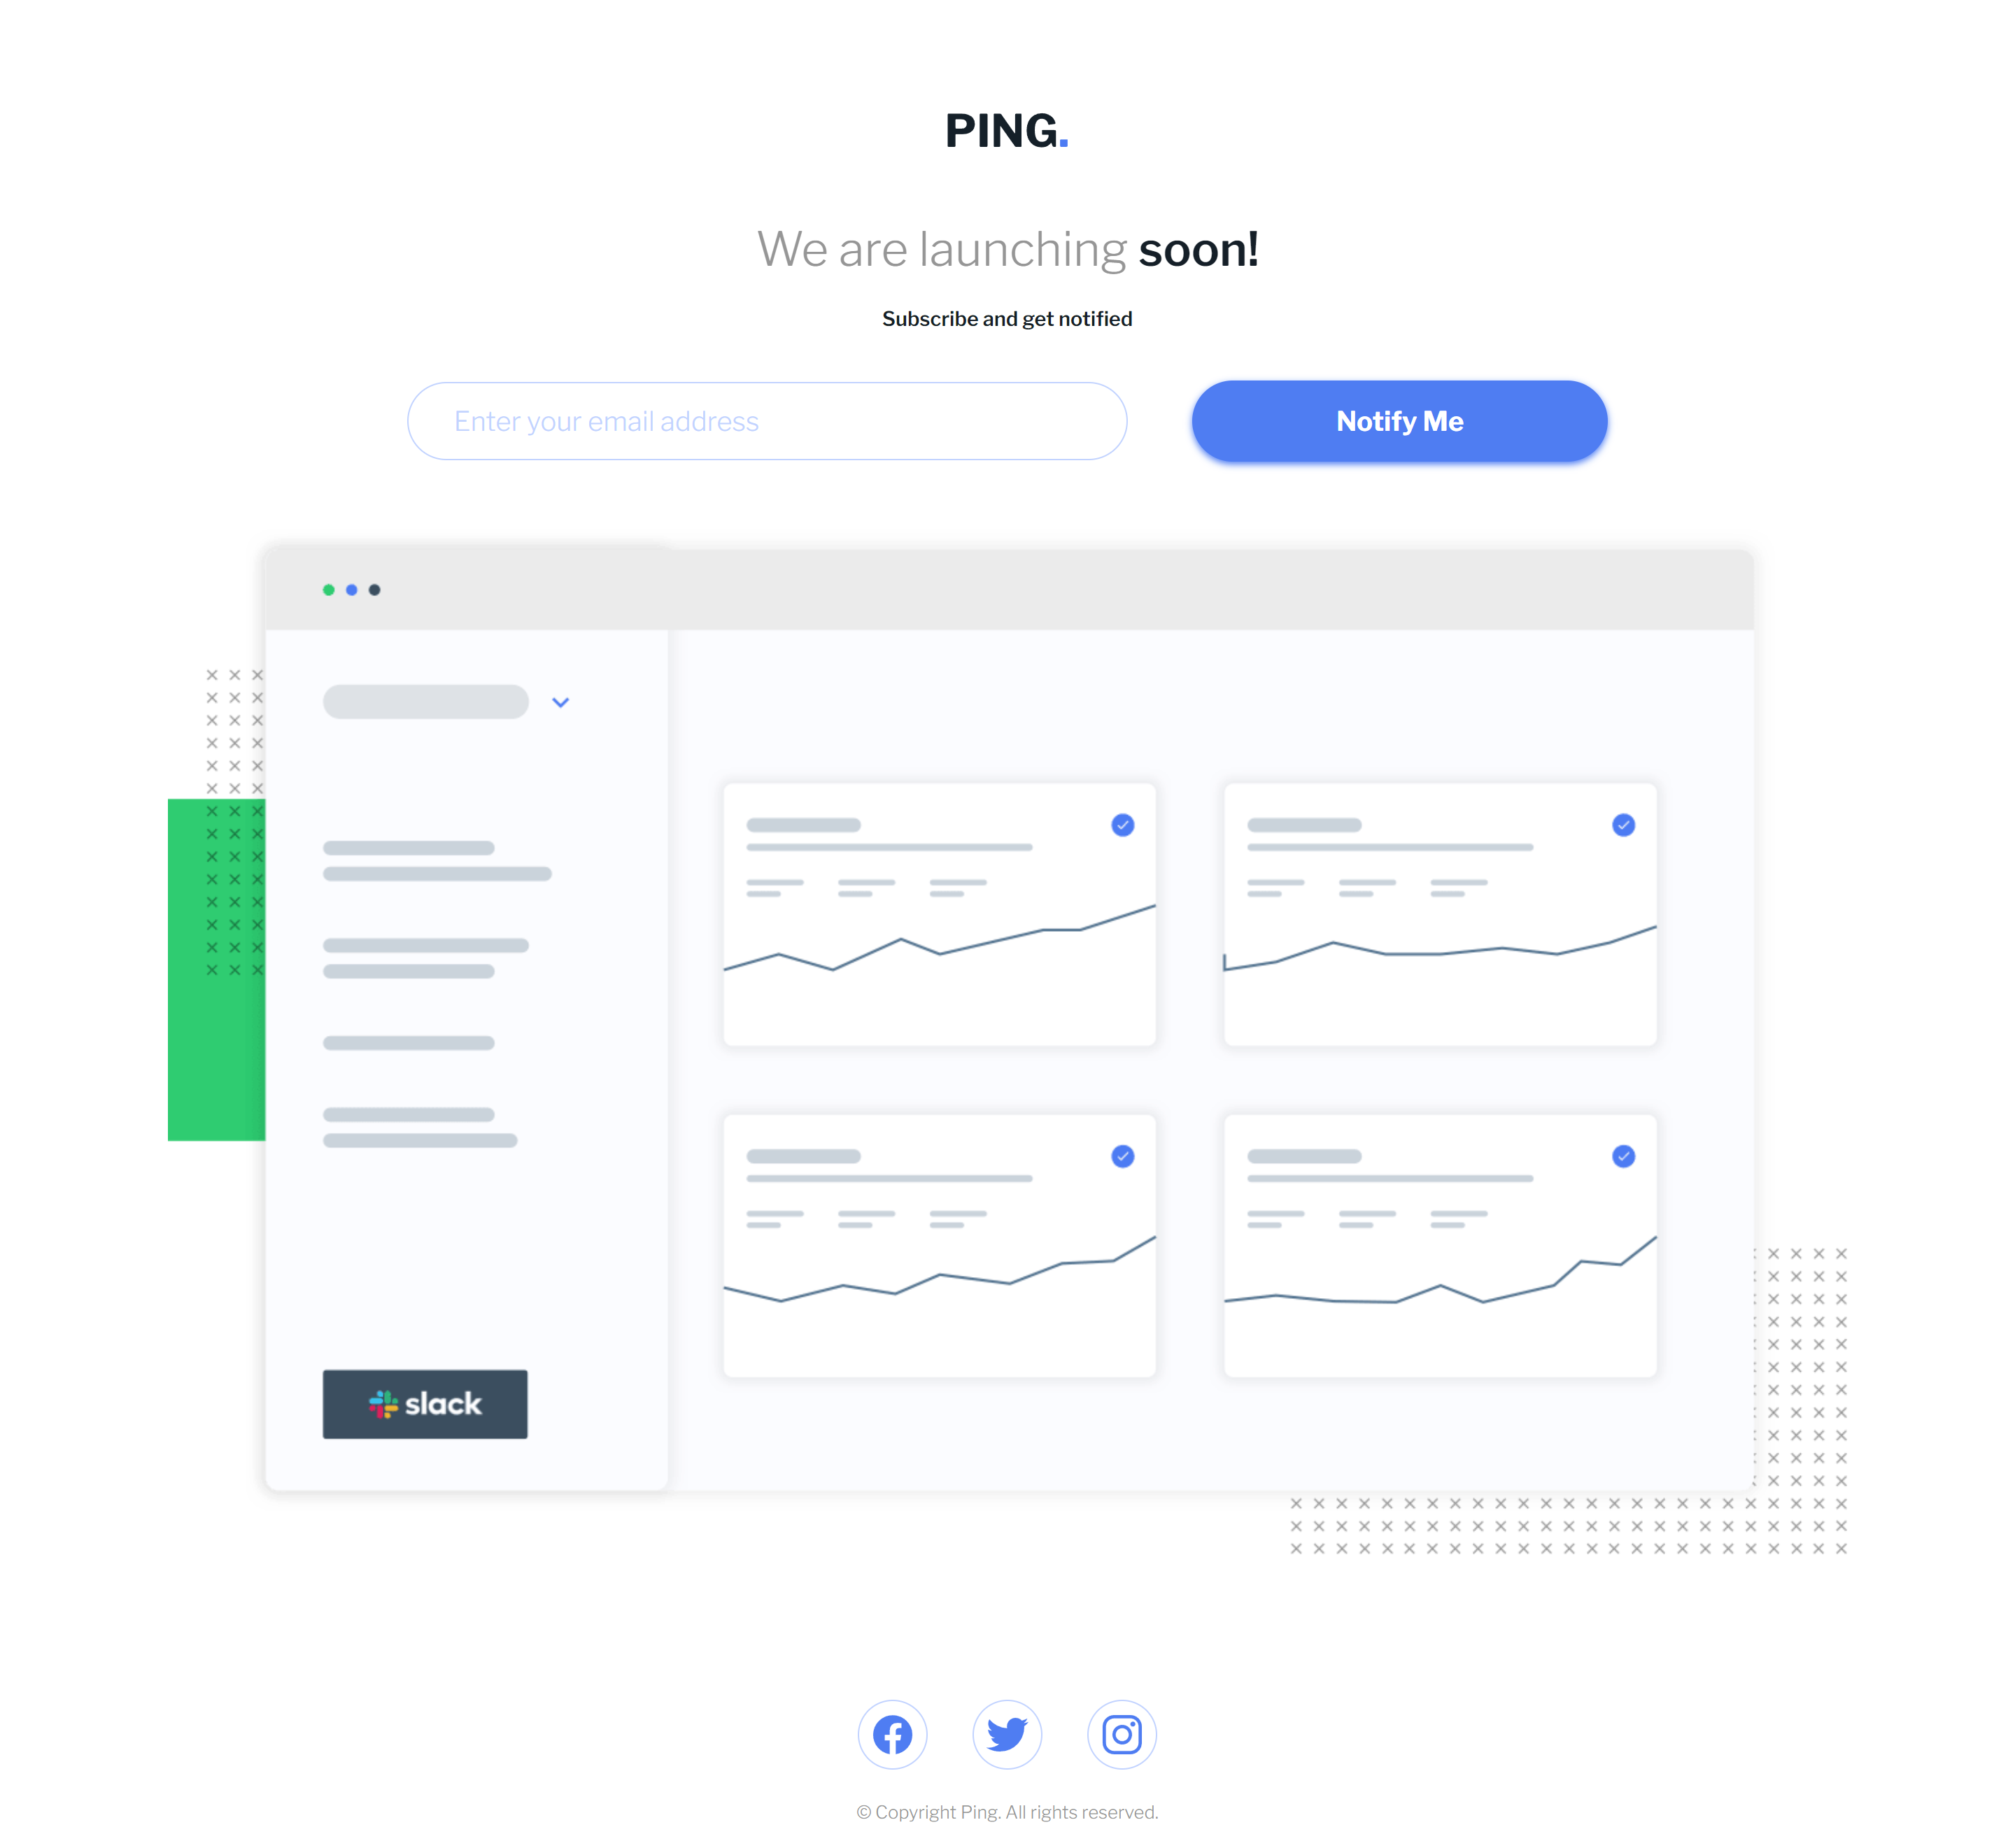 PING.
We are launching soon!
Subscribe and get notified
Enter your email address
Notify Me
slack
© Copyright Ping. All rights reserved.